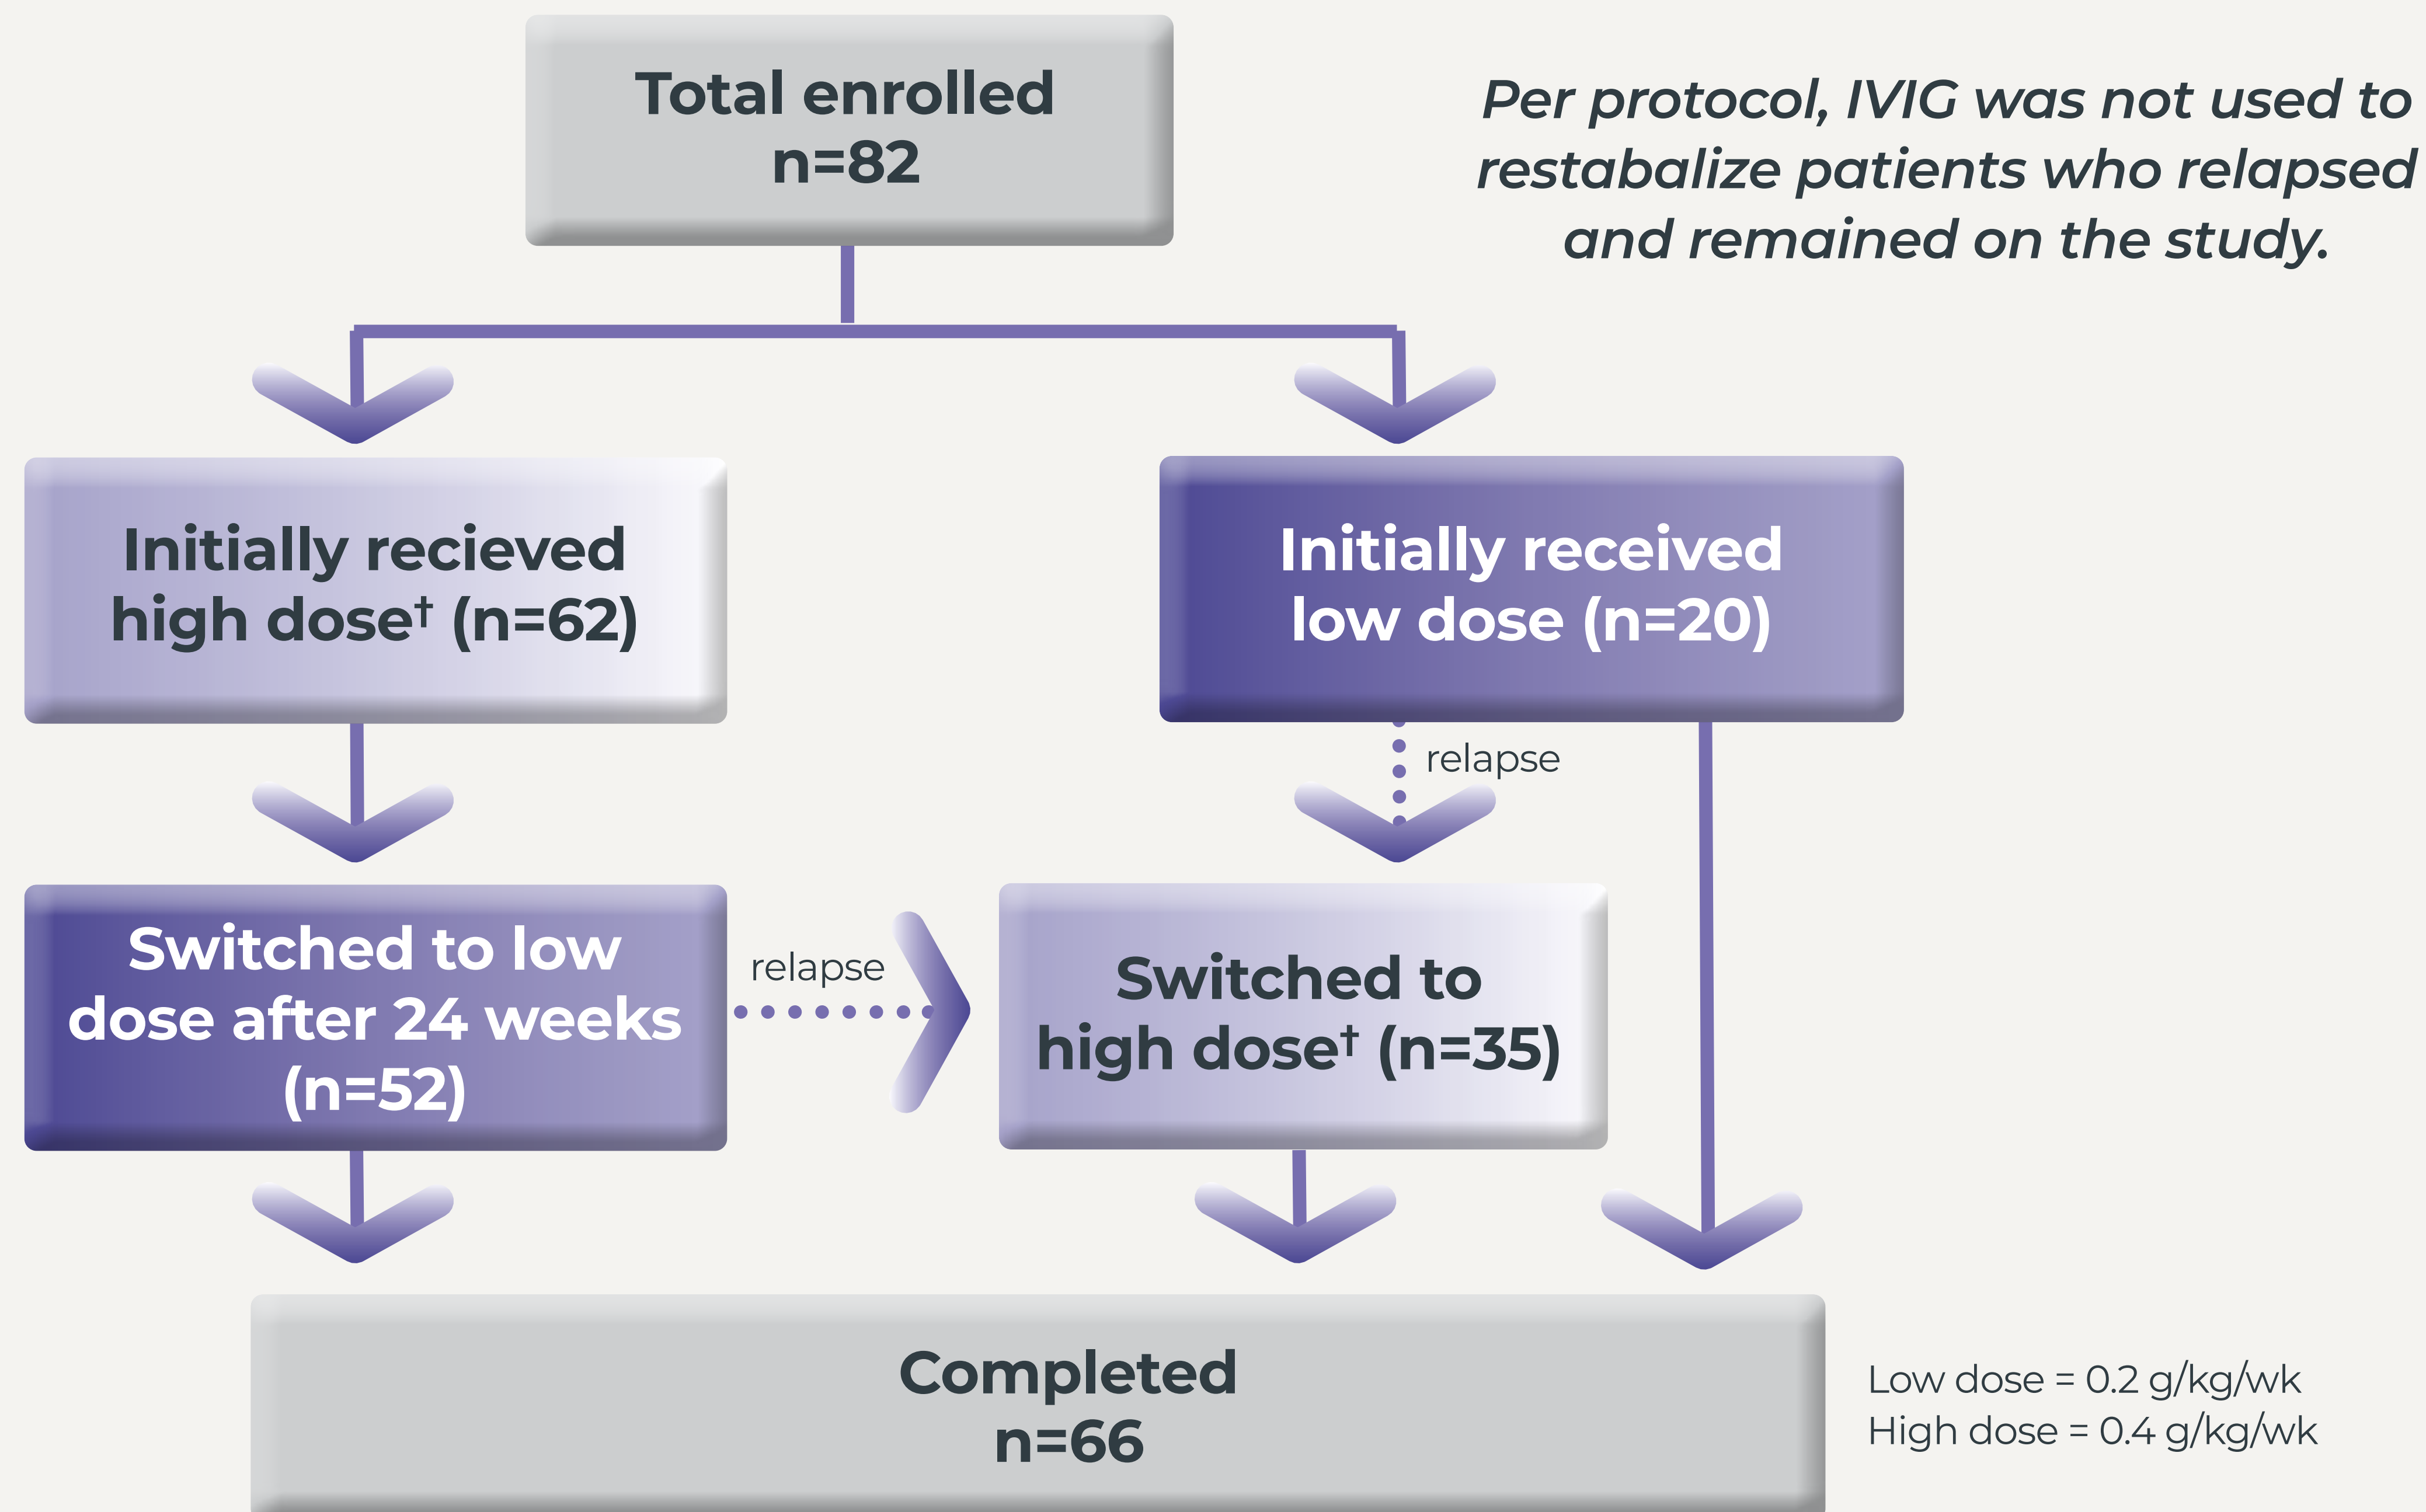 Total enrolled
n=82
Per protocol, IVIG was not used to
restabalize patients who relapsed
and remained on the study.
Initially recieved
high dose† (n=62)
Initially received
low dose (n=20)
relapse
Switched to low
dose after 24 weeks
(n=52)
relapse
Switched to
high dose† (n=35)
Completed
n=66
Low dose = 0.2 g/kg/wk
High dose = 0.4 g/kg/wk